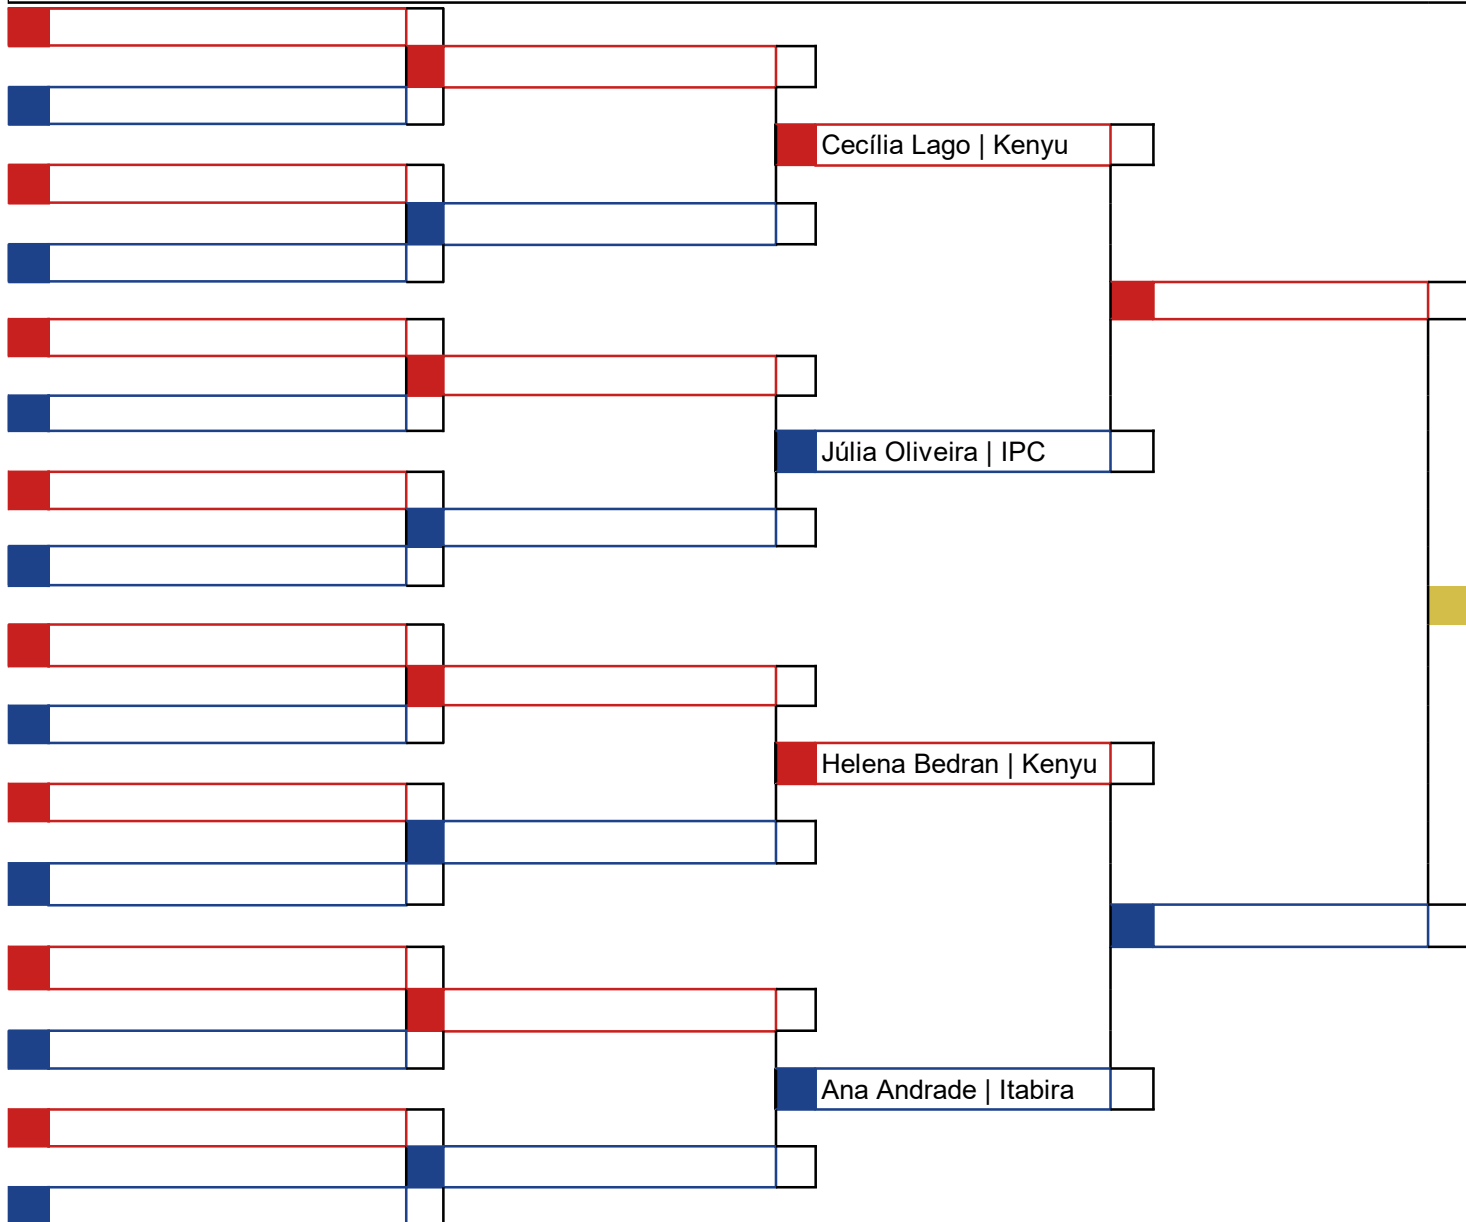 Cecília Lago | Kenyu
Júlia Oliveira | IPC
Helena Bedran | Kenyu
Ana Andrade | Itabira